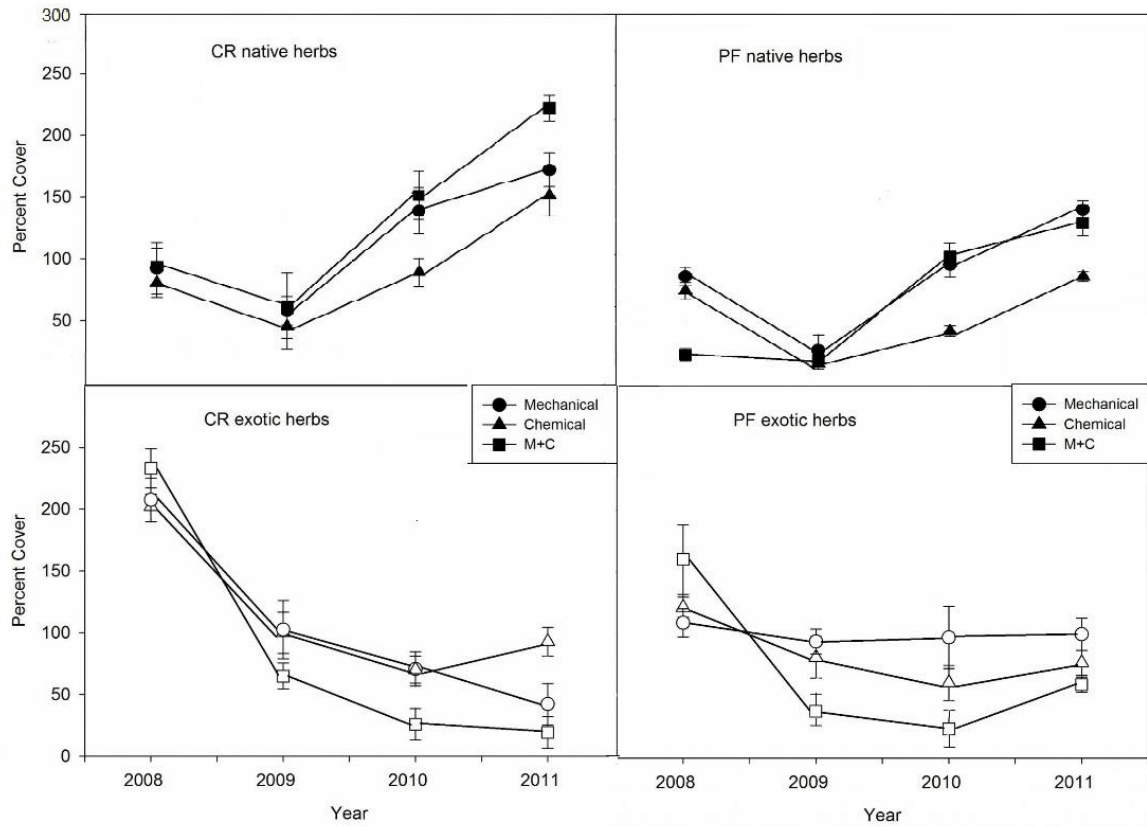 300
250
200
150
100
50
Percent Cover
CR native herbs
PF native herbs
250
200
150
100
50
0
Percent Cover
CR exotic herbs
Mechanical
Chemical
M+C
PF exotic herbs
Mechanical
Chemical
M+C
2008 2009 2010 2011
Year
2008 2009 2010 2011
Year